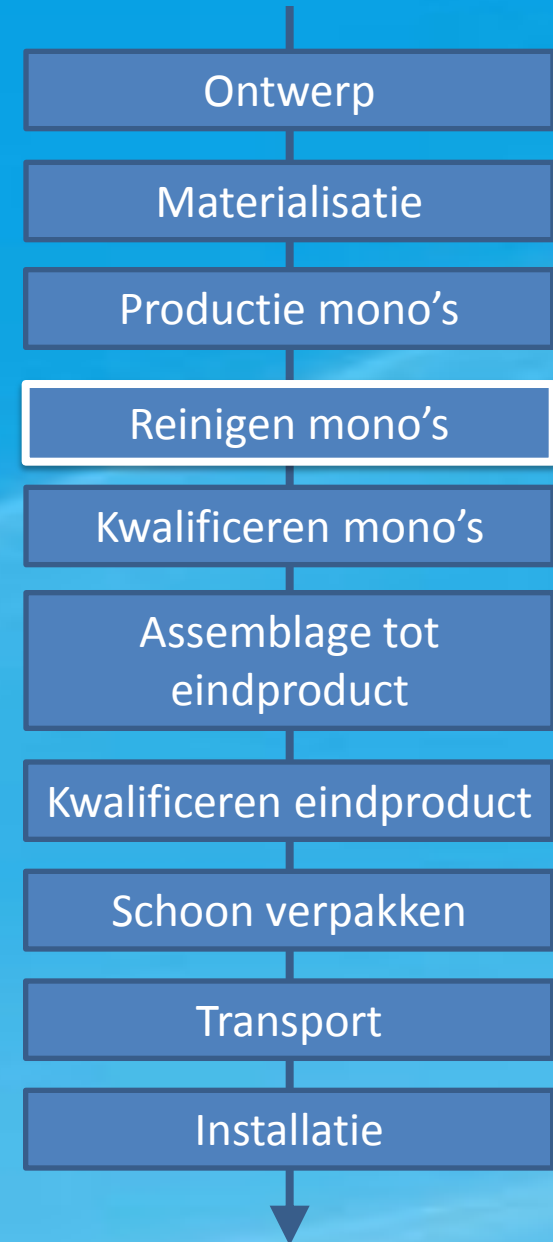 Ontwerp
Materialisatie
Productie mono’s
Reinigen mono’s
Kwalificeren mono’s
Assemblage tot
eindproduct
Kwalificeren eindproduct
Schoon verpakken
Transport
Installatie